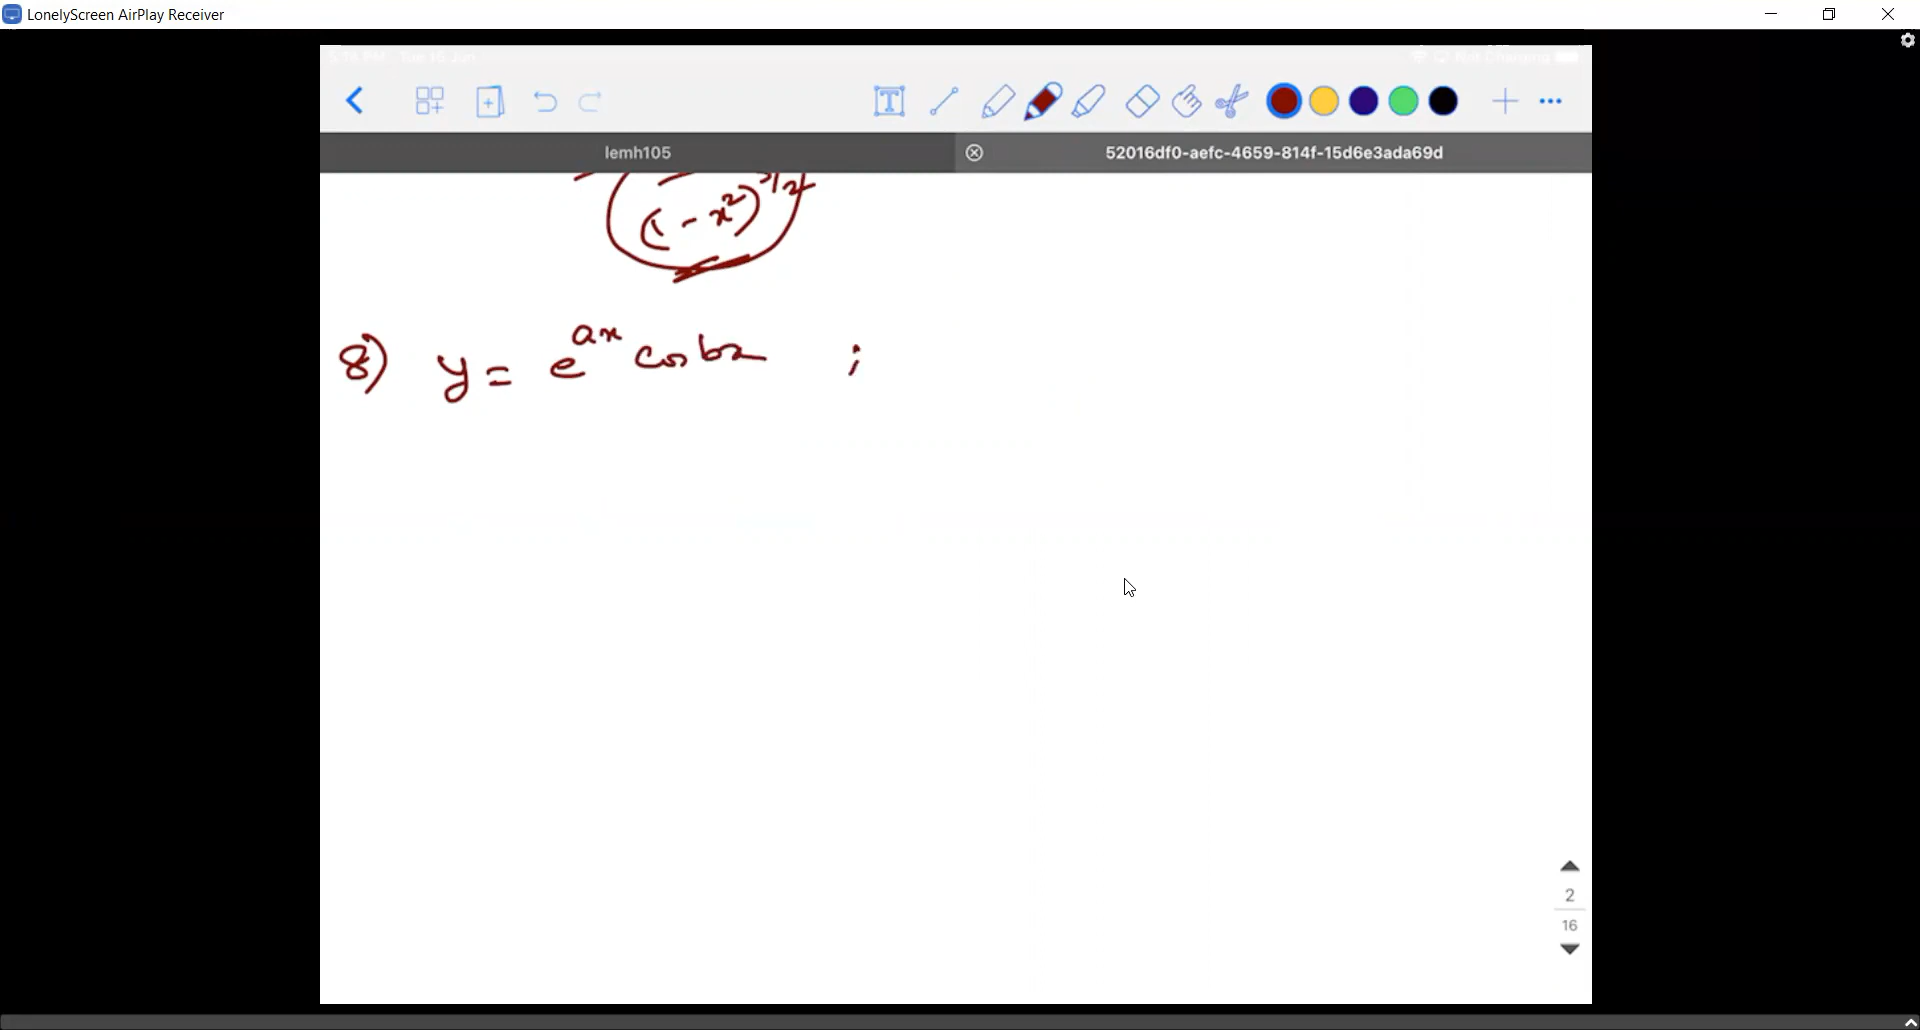 LonelyScreen AirPlay Receiver
T
lemh105
52016df0-aefc-4659-814f-15d6e3ada69d
(1 - x²)^3/2
8) y = e^ax cos bx ;
2
16